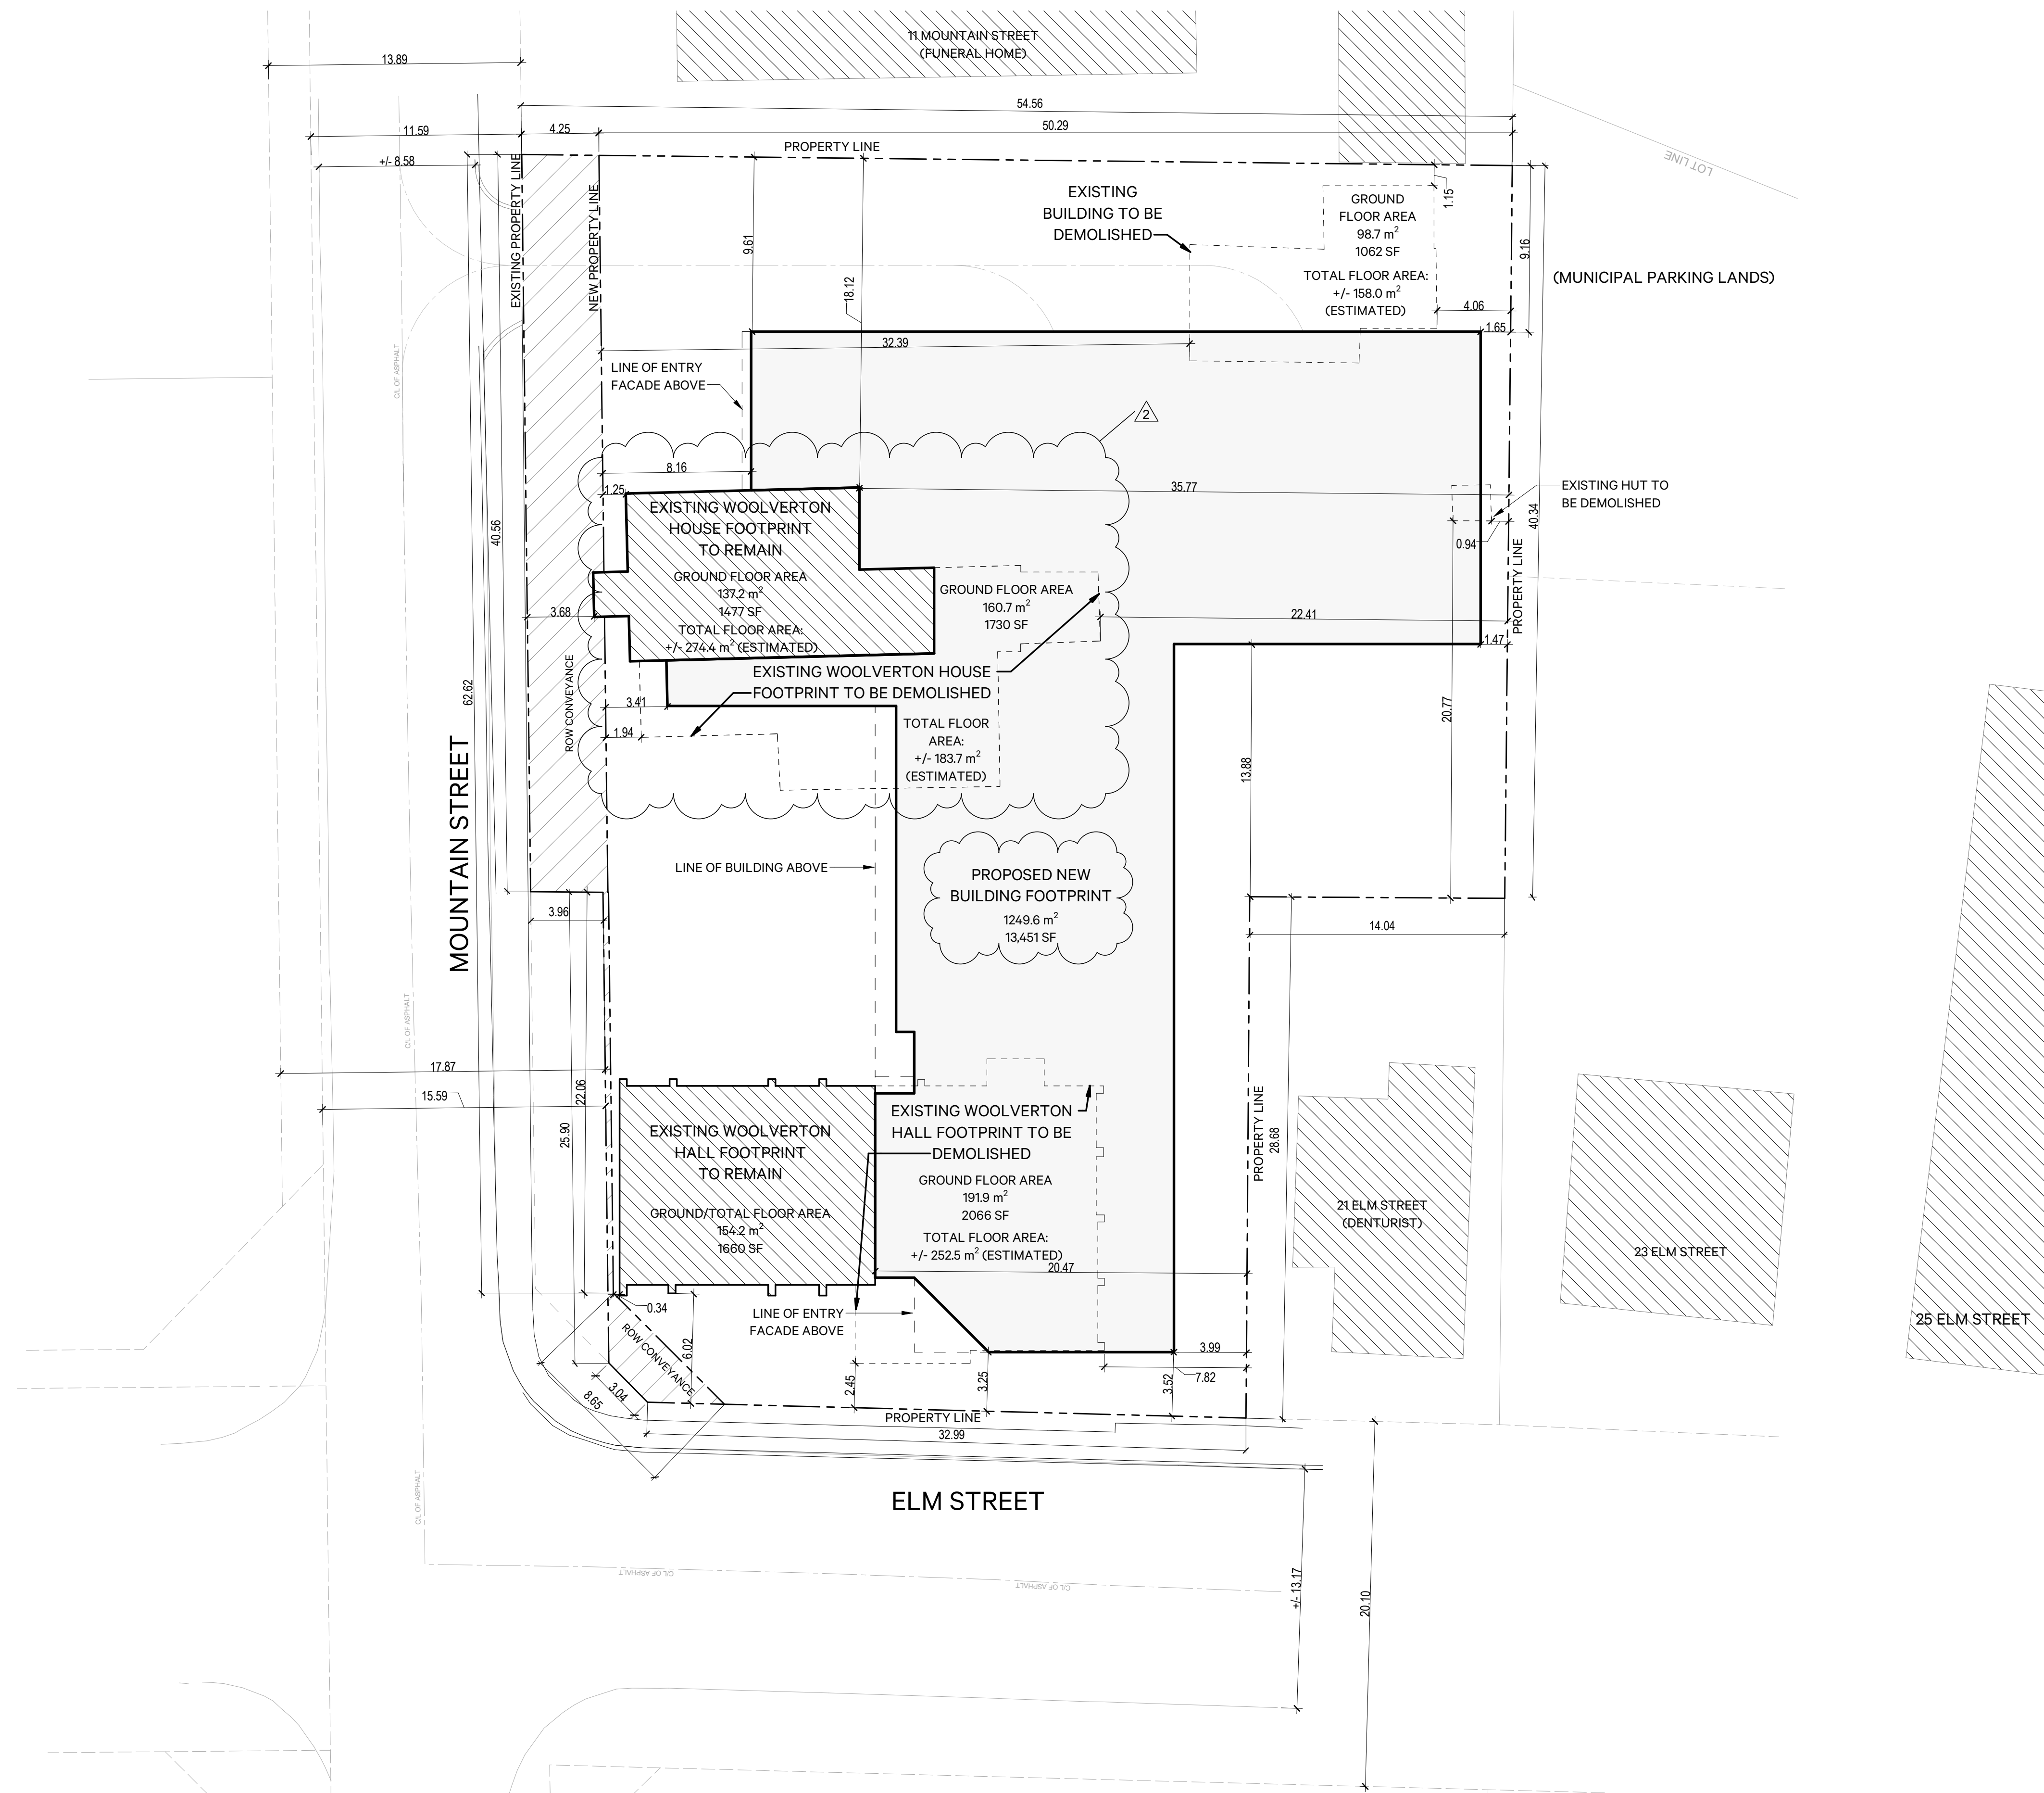 11 MOUNTAIN STREET
(FUNERAL HOME)
13.89
54.56
11.59
4.25
50.29
+/- 8.58
PROPERTY LINE
LOT LINE
EXISTING PROPERTY LINE
NEW PROPERTY LINE
EXISTING
BUILDING TO BE
DEMOLISHED
GROUND
FLOOR AREA
98.7 m²
1062 SF
TOTAL FLOOR AREA:
+/- 158.0 m²
(ESTIMATED)
1.15
9.16
9.61
18.12
(MUNICIPAL PARKING LANDS)
4.06
1.65
32.39
C/L OF ASPHALT
LINE OF ENTRY
FACADE ABOVE
2
8.16
1.25
35.77
EXISTING HUT TO
BE DEMOLISHED
40.56
40.34
0.94
PROPERTY LINE
EXISTING WOOLVERTON
HOUSE FOOTPRINT
TO REMAIN
GROUND FLOOR AREA
137.2 m²
1477 SF
TOTAL FLOOR AREA:
+/- 274.4 m² (ESTIMATED)
GROUND FLOOR AREA
160.7 m²
1730 SF
3.68
22.41
1.47
62.62
ROW CONVEYANCE
EXISTING WOOLVERTON HOUSE
FOOTPRINT TO BE DEMOLISHED
3.41
1.94
TOTAL FLOOR
AREA:
+/- 183.7 m²
(ESTIMATED)
20.77
13.88
MOUNTAIN STREET
LINE OF BUILDING ABOVE
PROPOSED NEW
BUILDING FOOTPRINT
1249.6 m²
13,451 SF
3.96
14.04
C/L OF ASPHALT
17.87
15.59
22.06
25.90
EXISTING WOOLVERTON
HALL FOOTPRINT
TO REMAIN
GROUND/TOTAL FLOOR AREA
154.2 m²
1660 SF
EXISTING WOOLVERTON
HALL FOOTPRINT TO BE
DEMOLISHED
GROUND FLOOR AREA
191.9 m²
2066 SF
TOTAL FLOOR AREA:
+/- 252.5 m² (ESTIMATED)
20.47
PROPERTY LINE
28.68
21 ELM STREET
(DENTURIST)
23 ELM STREET
25 ELM STREET
0.34
LINE OF ENTRY
FACADE ABOVE
ROW CONVEYANCE
6.02
3.04
8.65
2.45
3.25
3.52
3.99
7.82
PROPERTY LINE
32.99
C/L OF ASPHALT
ELM STREET
C/L OF ASPHALT
C/L OF ASPHALT
+/- 13.17
20.10